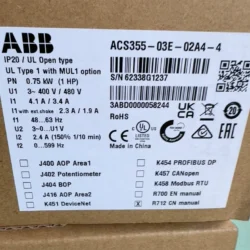 ABB
ACS355-03E-02A4-4
IP20 / UL Open type
UL Type 1 with MUL1 option
PN 0.75 kW (1 HP)
S/N 62338G1237
U1 3~400 V / 480 V
I1 4.1 A / 3.4 A
I1 with ext.choke 2.3 A / 1.9 A
f1 48...63 Hz
U2 3~0...U1 V
I2 2.4 A (150% 1/10 min)
f2 0...599 Hz
3ABD0000058244
RoHS
CE
UK
CA
J400 AOP Area1
J402 Potentiometer
J404 BOP
J416 AOP Area2
K451 DeviceNet
K454 PROFIBUS DP
K457 CANopen
K458 Modbus RTU
R700 EN manual
R712 CN manual